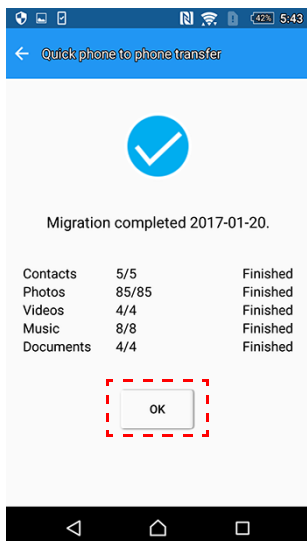 42% 5:43
Quick phone to phone transfer
Migration completed 2017-01-20.
Contacts 5/5 Finished
Photos 85/85 Finished
Videos 4/4 Finished
Music 8/8 Finished
Documents 4/4 Finished
OK